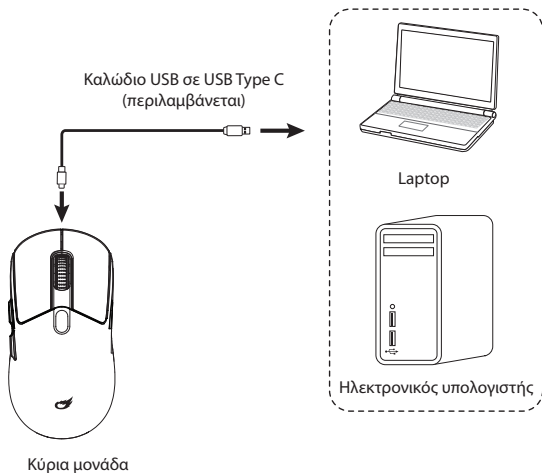 Καλώδιο USB σε USB Type C
(περιλαμβάνεται)
Laptop
Ηλεκτρονικός υπολογιστής
Κύρια μονάδα